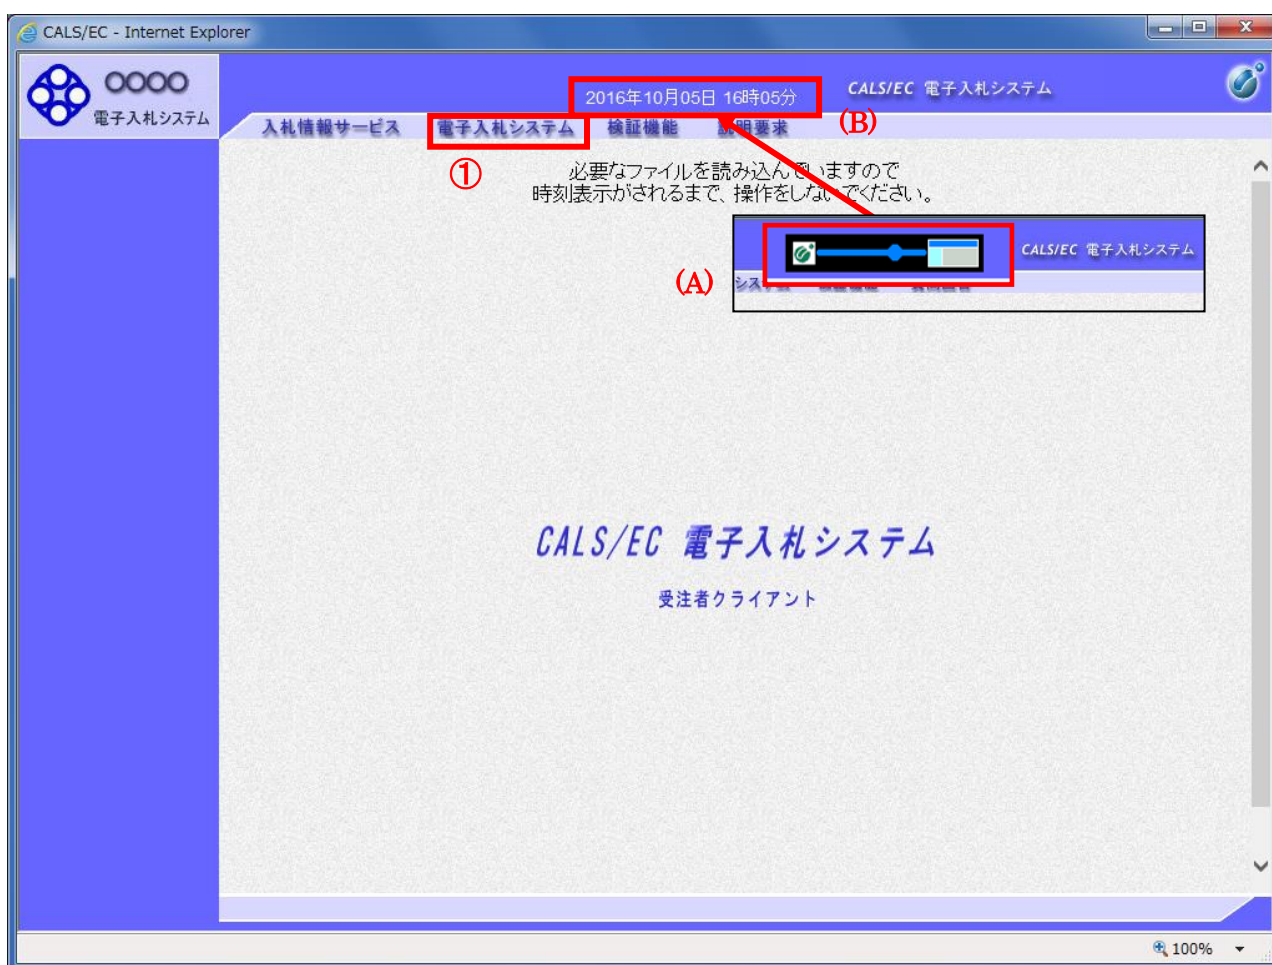 CALS/EC - Internet Explorer
〇〇〇〇
電子入札システム
2016年10月05日 16時05分
CALS/EC 電子入札システム
(B)
入札情報サービス 電子入札システム 検証機能 説明要求
①
必要なファイルを読み込んでいますので
時刻表示がされるまで、操作をしないでください。
CALS/EC 電子入札システム
(A)
システム
CALS/EC 電子入札システム
受注者クライアント
100%